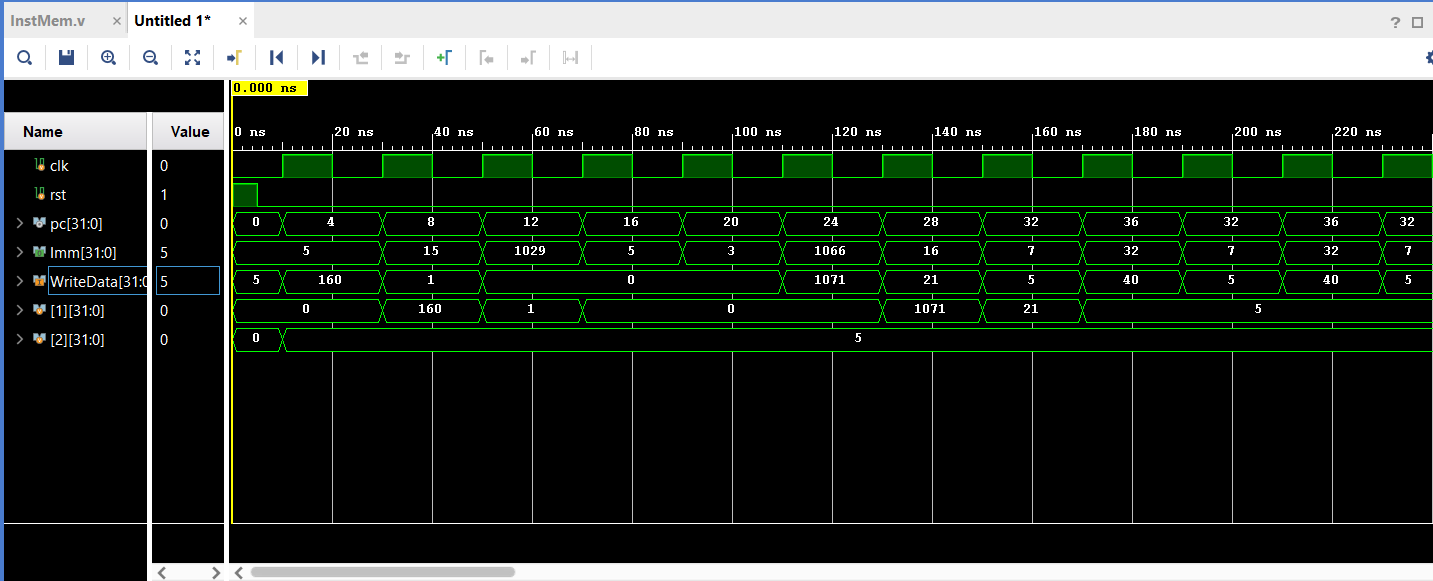 InstMem.v × Untitled 1* × ?
0.000 ns
Name Value 0 ns 20 ns 40 ns 60 ns 80 ns 100 ns 120 ns 140 ns 160 ns 180 ns 200 ns 220 ns
clk 0
rst 1
pc[31:0] 0 0 4 8 12 16 20 24 28 32 36 32 36 32
Imm[31:0] 5 5 15 1029 5 3 1066 16 7 32 7 32 7
WriteData[31:0 5 5 160 1 0 1071 21 5 40 5 40 5
[1][31:0] 0 0 160 1 0 1071 21 5
[2][31:0] 0 0 5